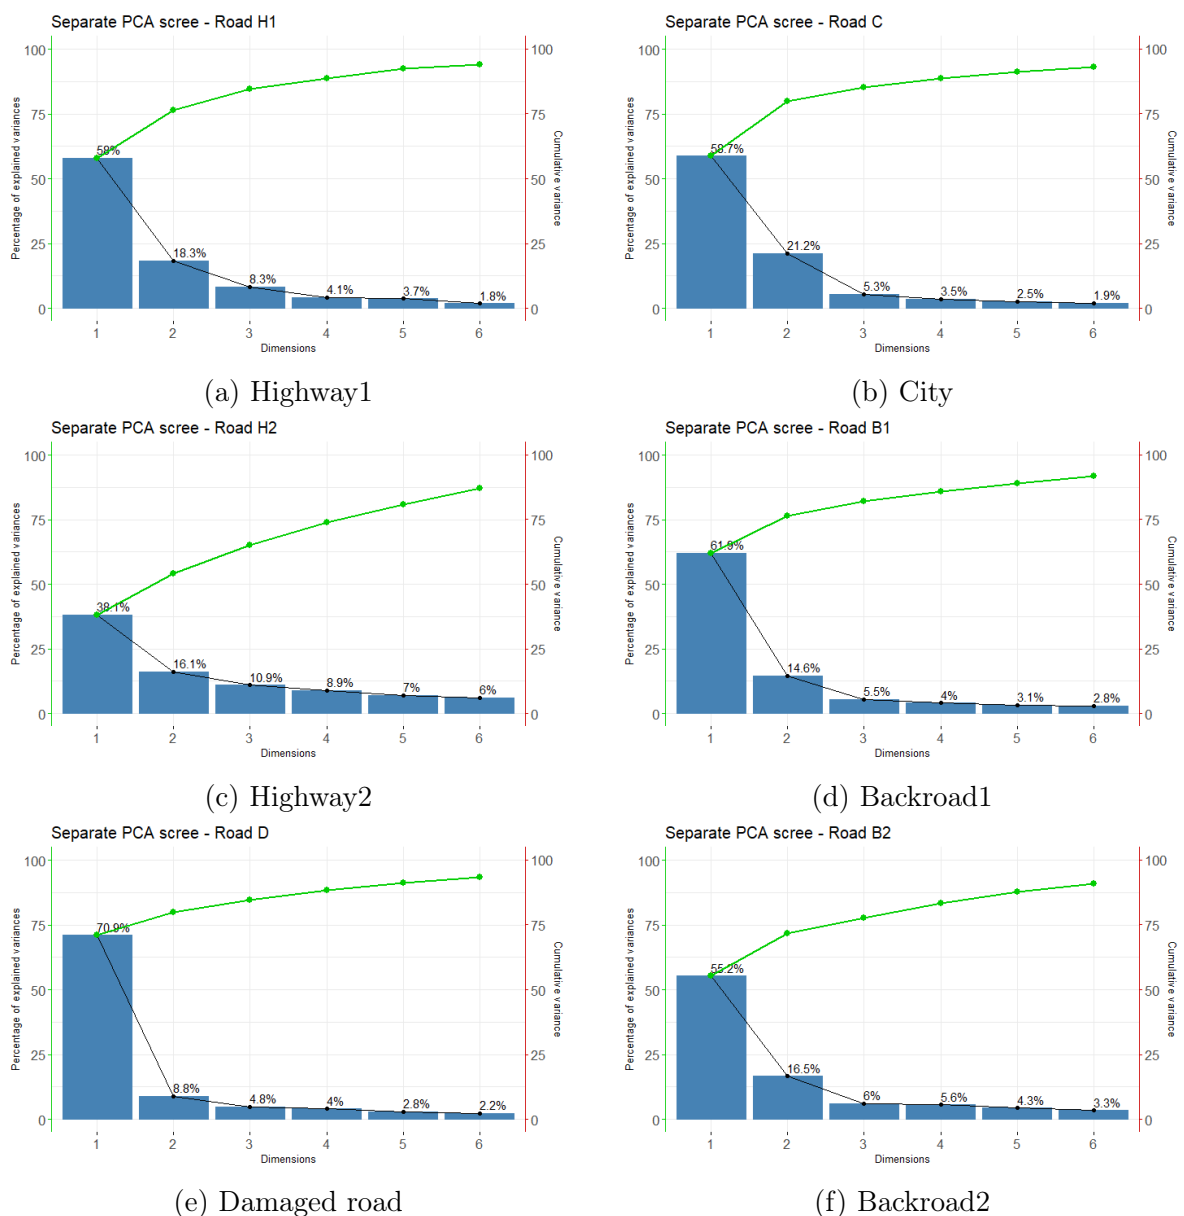 Separate PCA scree - Road H1
Percentage of explained variances
Cumulative variance
100
75
50
25
0
100
75
50
25
0
58%
18.3%
8.3%
4.1%
3.7%
1.8%
1 2 3 4 5 6
Dimensions
(a) Highway1
Separate PCA scree - Road C
Percentage of explained variances
Cumulative variance
100
75
50
25
0
100
75
50
25
0
58.7%
21.2%
5.3%
3.5%
2.5%
1.9%
1 2 3 4 5 6
Dimensions
(b) City
Separate PCA scree - Road H2
Percentage of explained variances
Cumulative variance
100
75
50
25
0
100
75
50
25
0
38.1%
16.1%
10.9%
8.9%
7%
6%
1 2 3 4 5 6
Dimensions
(c) Highway2
Separate PCA scree - Road B1
Percentage of explained variances
Cumulative variance
100
75
50
25
0
100
75
50
25
0
61.9%
14.6%
5.5%
4%
3.1%
2.8%
1 2 3 4 5 6
Dimensions
(d) Backroad1
Separate PCA scree - Road D
Percentage of explained variances
Cumulative variance
100
75
50
25
0
100
75
50
25
0
70.9%
8.8%
4.8%
4%
2.8%
2.2%
1 2 3 4 5 6
Dimensions
(e) Damaged road
Separate PCA scree - Road B2
Percentage of explained variances
Cumulative variance
100
75
50
25
0
100
75
50
25
0
55.2%
16.5%
6%
5.6%
4.3%
3.3%
1 2 3 4 5 6
Dimensions
(f) Backroad2